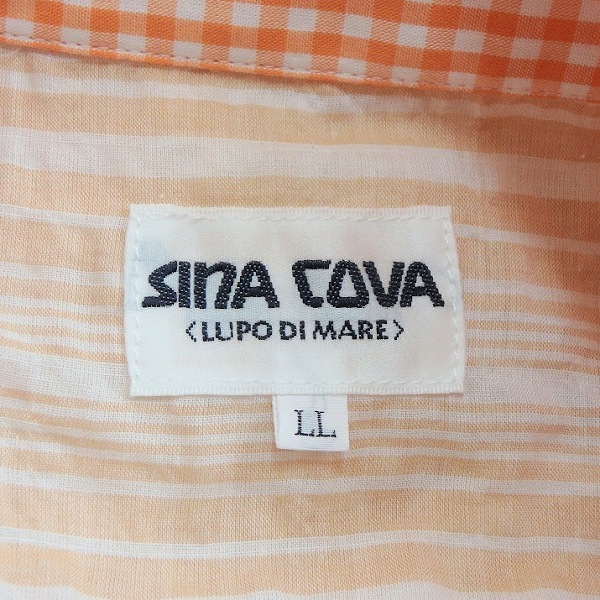 SINA COVA
<LUPO DI MARE>
LL